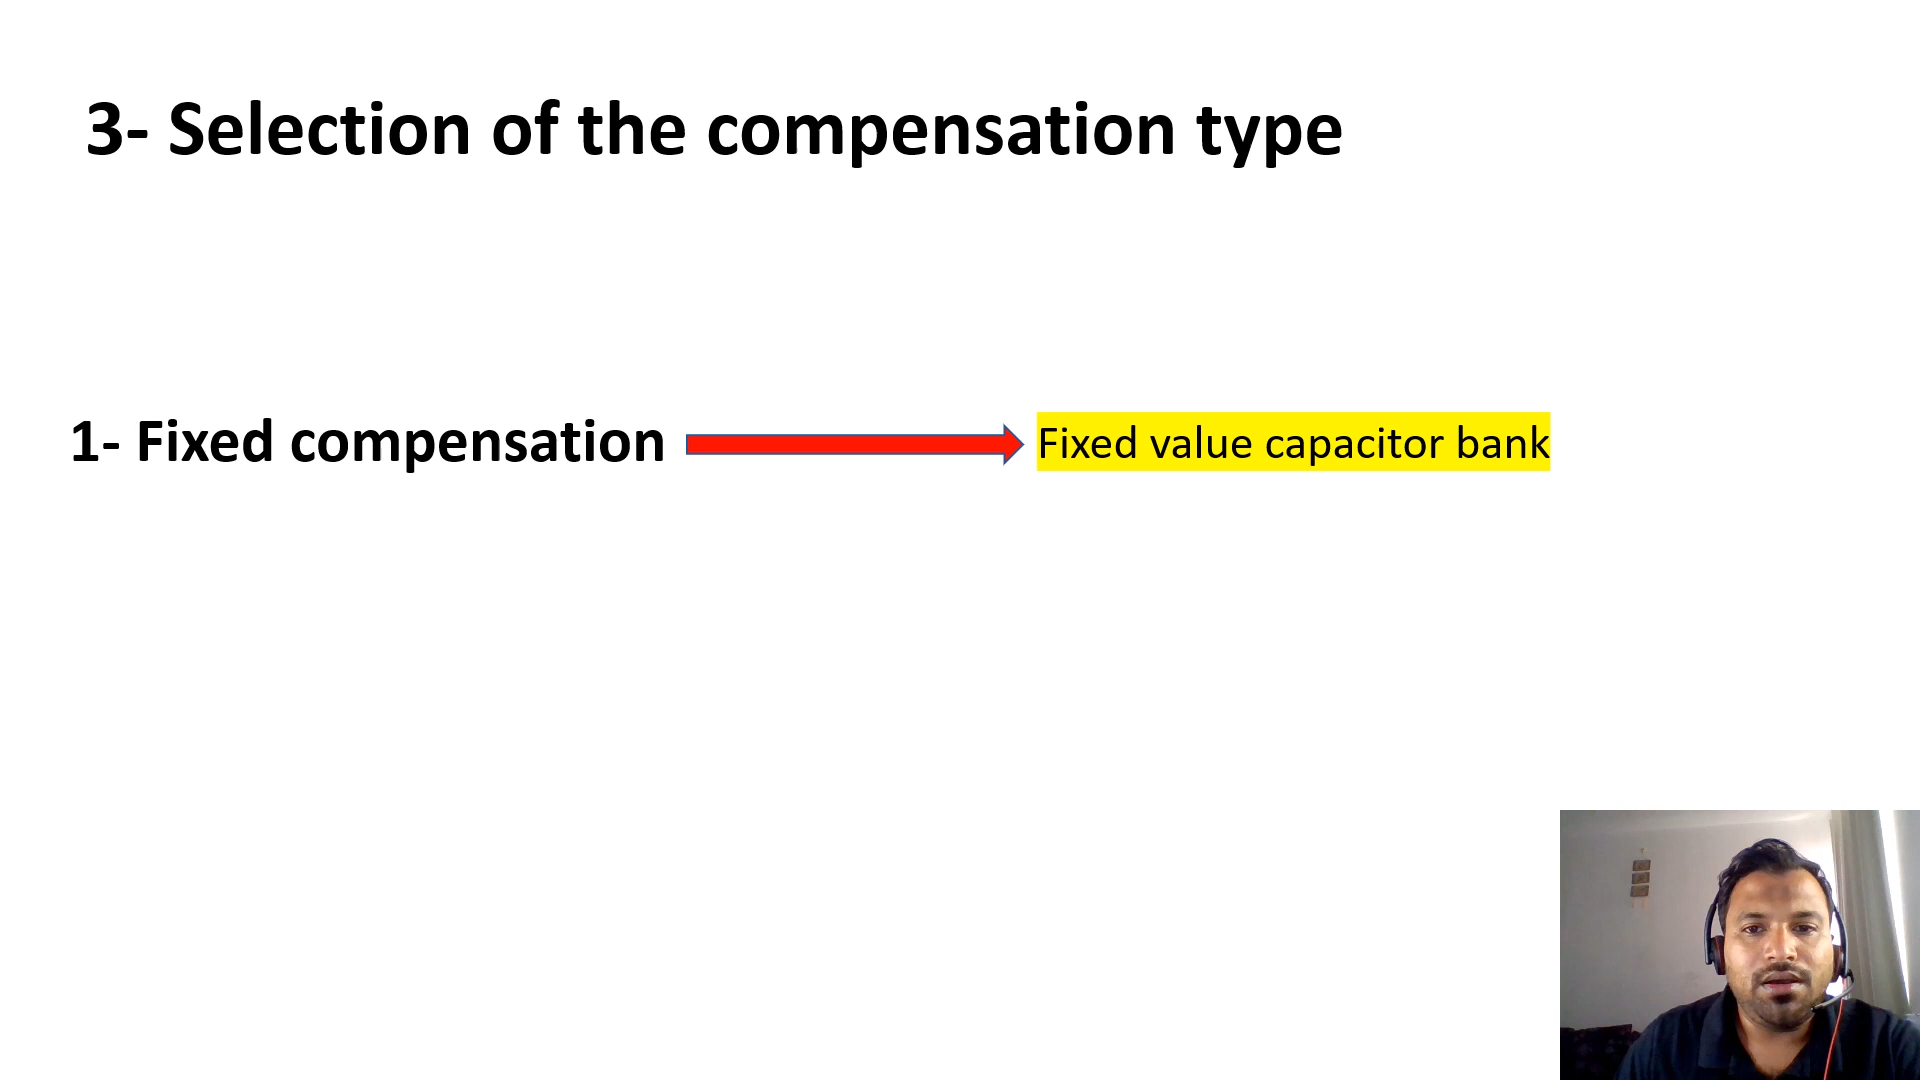 3- Selection of the compensation type
1- Fixed compensation
Fixed value capacitor bank